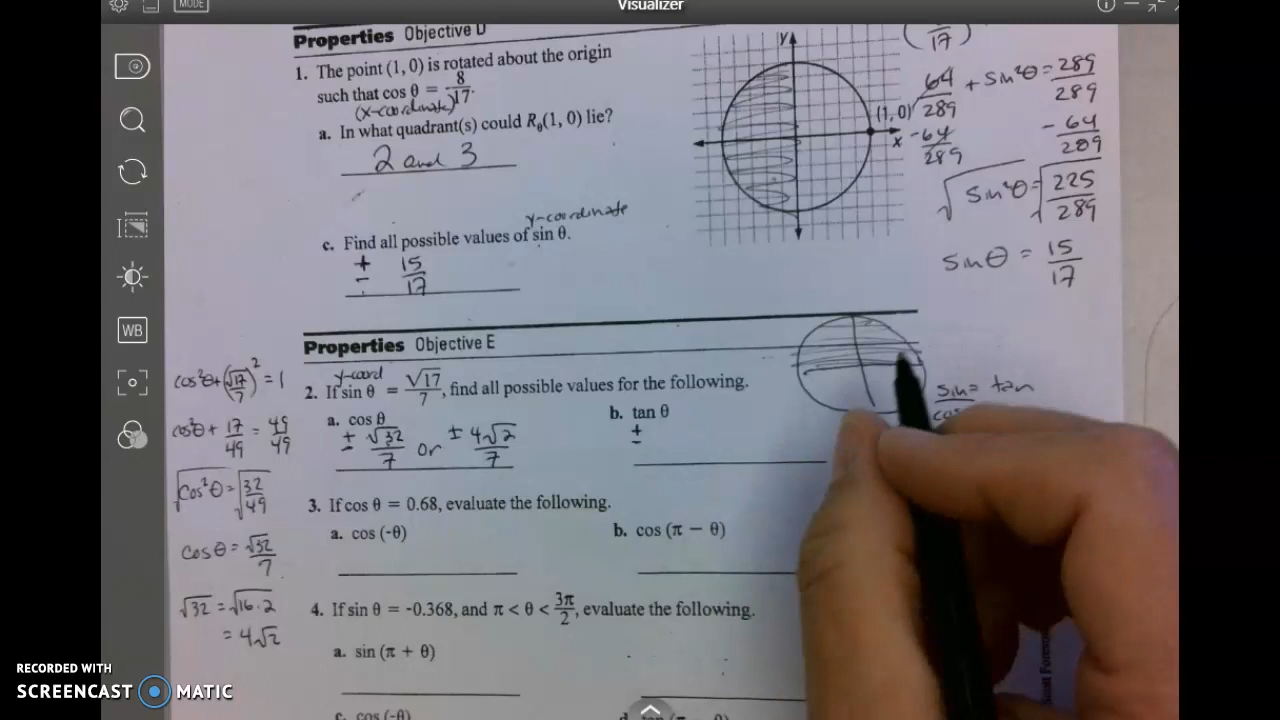 Visualizer
MODE
Properties Objective D
1. The point (1, 0) is rotated about the origin
such that cos θ = 8/17.
(x-coordinate)
a. In what quadrant(s) could R_θ(1, 0) lie?
2 and 3
y-coordinate
c. Find all possible values of sin θ.
± 15/17
y
x
(1, 0)
17 )
64/289 + sin²θ = 289/289
-64/289 - 64/289
√sin²θ = √225/289
sin θ = 15/17
Properties Objective E
y-coord
2. If sin θ = √17/7, find all possible values for the following.
a. cos θ
± √32/7 or ± 4√2/7
b. tan θ
±
sin = tan
cos²θ + (√17/7)² = 1
cos²θ + 17/49 = 49/49
√cos²θ = √32/49
cos θ = √32/7
√32 = √16·2
= 4√2
3. If cos θ = 0.68, evaluate the following.
a. cos (-θ)
b. cos (π − θ)
4. If sin θ = -0.368, and π < θ < 3π/2, evaluate the following.
a. sin (π + θ)
c. cos (-θ)
WB
RECORDED WITH
SCREENCAST MATIC